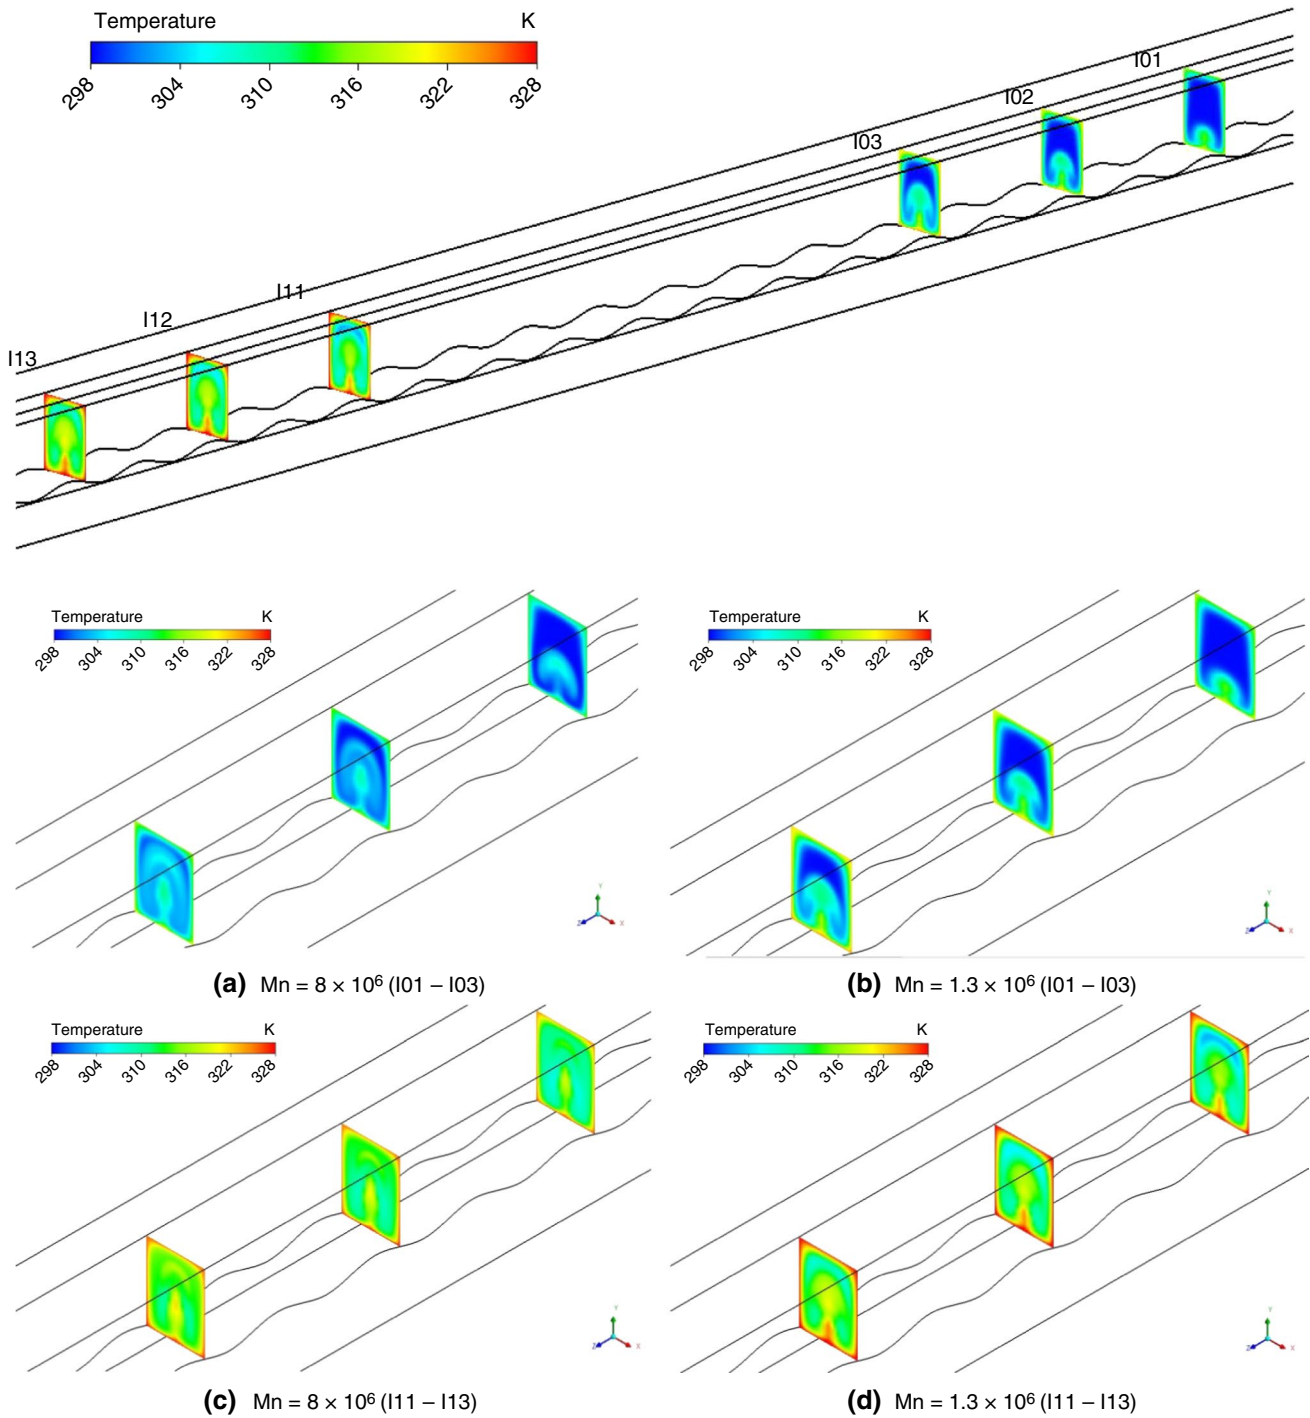 Temperature K
298 304 310 316 322 328
I01
I02
I03
I11
I12
I13
Temperature K
298 304 310 316 322 328
Y
Z X
Temperature K
298 304 310 316 322 328
Y
Z X
(a) Mn = 8 × 10⁶ (I01 – I03)
(b) Mn = 1.3 × 10⁶ (I01 – I03)
Temperature K
298 304 310 316 322 328
Y
Z X
Temperature K
298 304 310 316 322 328
Y
Z X
(c) Mn = 8 × 10⁶ (I11 – I13)
(d) Mn = 1.3 × 10⁶ (I11 – I13)